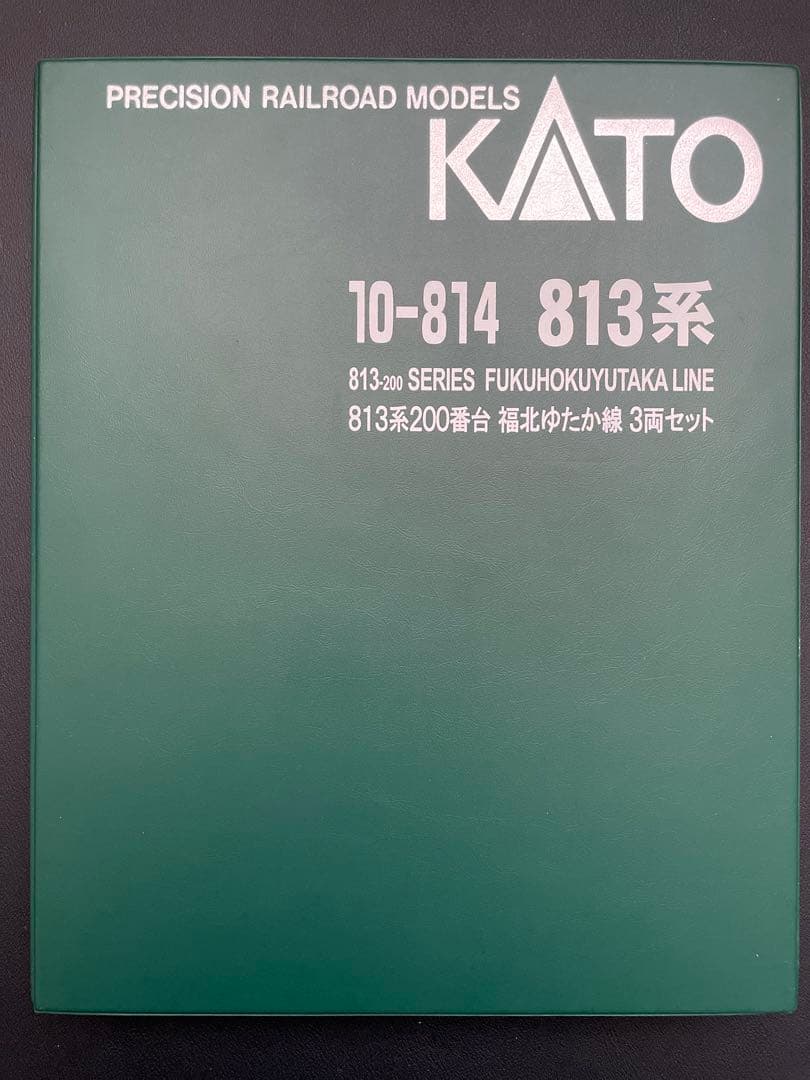 PRECISION RAILROAD MODELS
KATO
10-814 813系
813-200 SERIES FUKUHOKUYUTAKA LINE
813系200番台 福北ゆたか線 3両セット